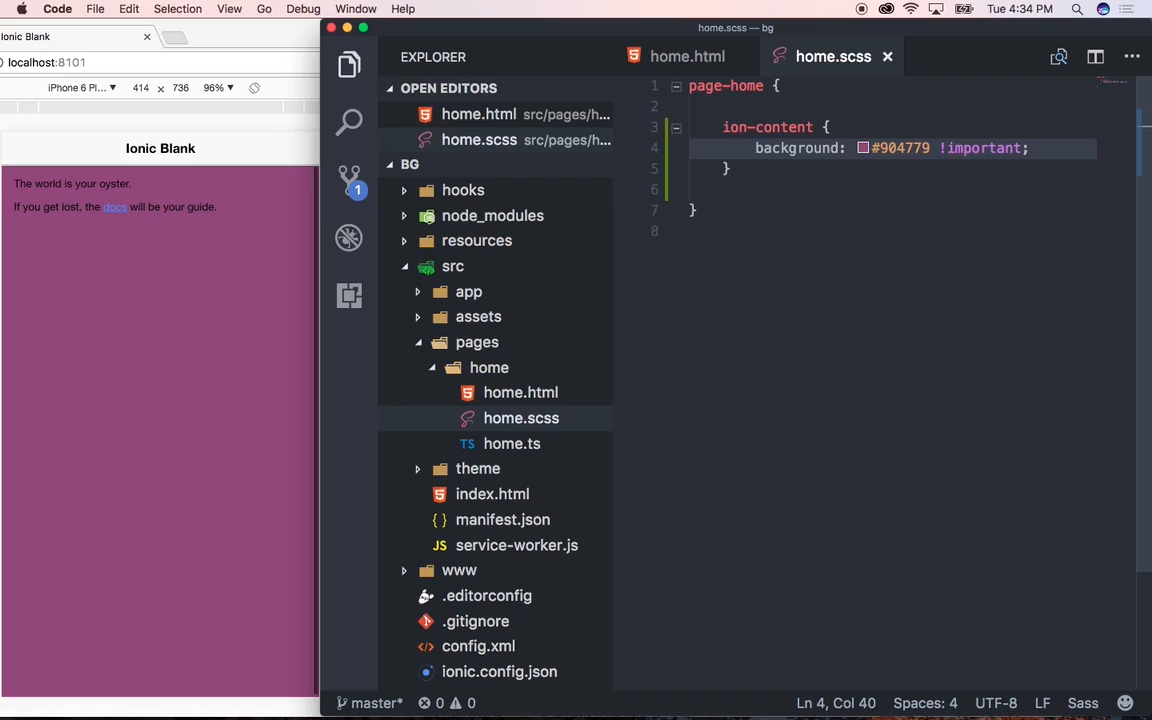 Code File Edit Selection View Go Debug Window Help Tue 4:34 PM
Ionic Blank
localhost:8101
iPhone 6 Pl... 414 × 736 96%
Ionic Blank
The world is your oyster.
If you get lost, the docs will be your guide.
home.scss — bg
EXPLORER
OPEN EDITORS
home.html src/pages/h...
home.scss src/pages/h...
BG
hooks
node_modules
resources
src
app
assets
pages
home
home.html
home.scss
home.ts
theme
index.html
manifest.json
JS service-worker.js
www
.editorconfig
.gitignore
config.xml
ionic.config.json
1
TS
home.html home.scss
1 page-home {
2
3 ion-content {
4 background: #904779 !important;
5 }
6
7 }
8
master* 0 0 Ln 4, Col 40 Spaces: 4 UTF-8 LF Sass